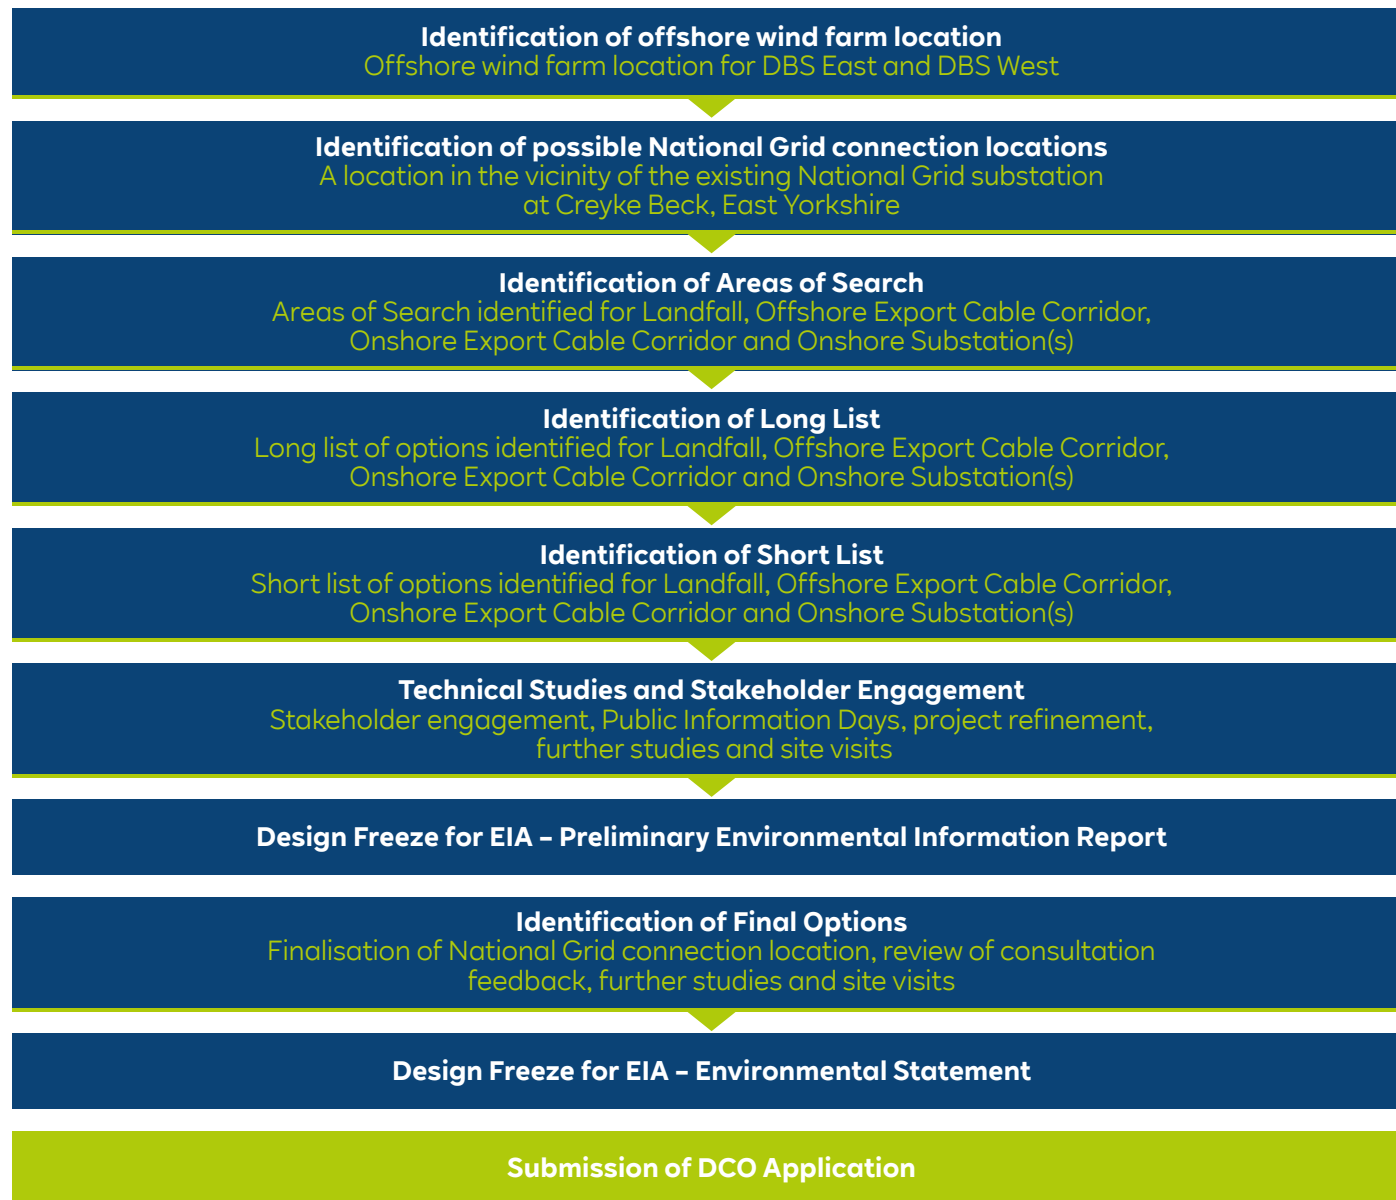 Identification of offshore wind farm location
Offshore wind farm location for DBS East and DBS West
Identification of possible National Grid connection locations
A location in the vicinity of the existing National Grid substation
at Creyke Beck, East Yorkshire
Identification of Areas of Search
Areas of Search identified for Landfall, Offshore Export Cable Corridor,
Onshore Export Cable Corridor and Onshore Substation(s)
Identification of Long List
Long list of options identified for Landfall, Offshore Export Cable Corridor,
Onshore Export Cable Corridor and Onshore Substation(s)
Identification of Short List
Short list of options identified for Landfall, Offshore Export Cable Corridor,
Onshore Export Cable Corridor and Onshore Substation(s)
Technical Studies and Stakeholder Engagement
Stakeholder engagement, Public Information Days, project refinement,
further studies and site visits
Design Freeze for EIA – Preliminary Environmental Information Report
Identification of Final Options
Finalisation of National Grid connection location, review of consultation
feedback, further studies and site visits
Design Freeze for EIA – Environmental Statement
Submission of DCO Application